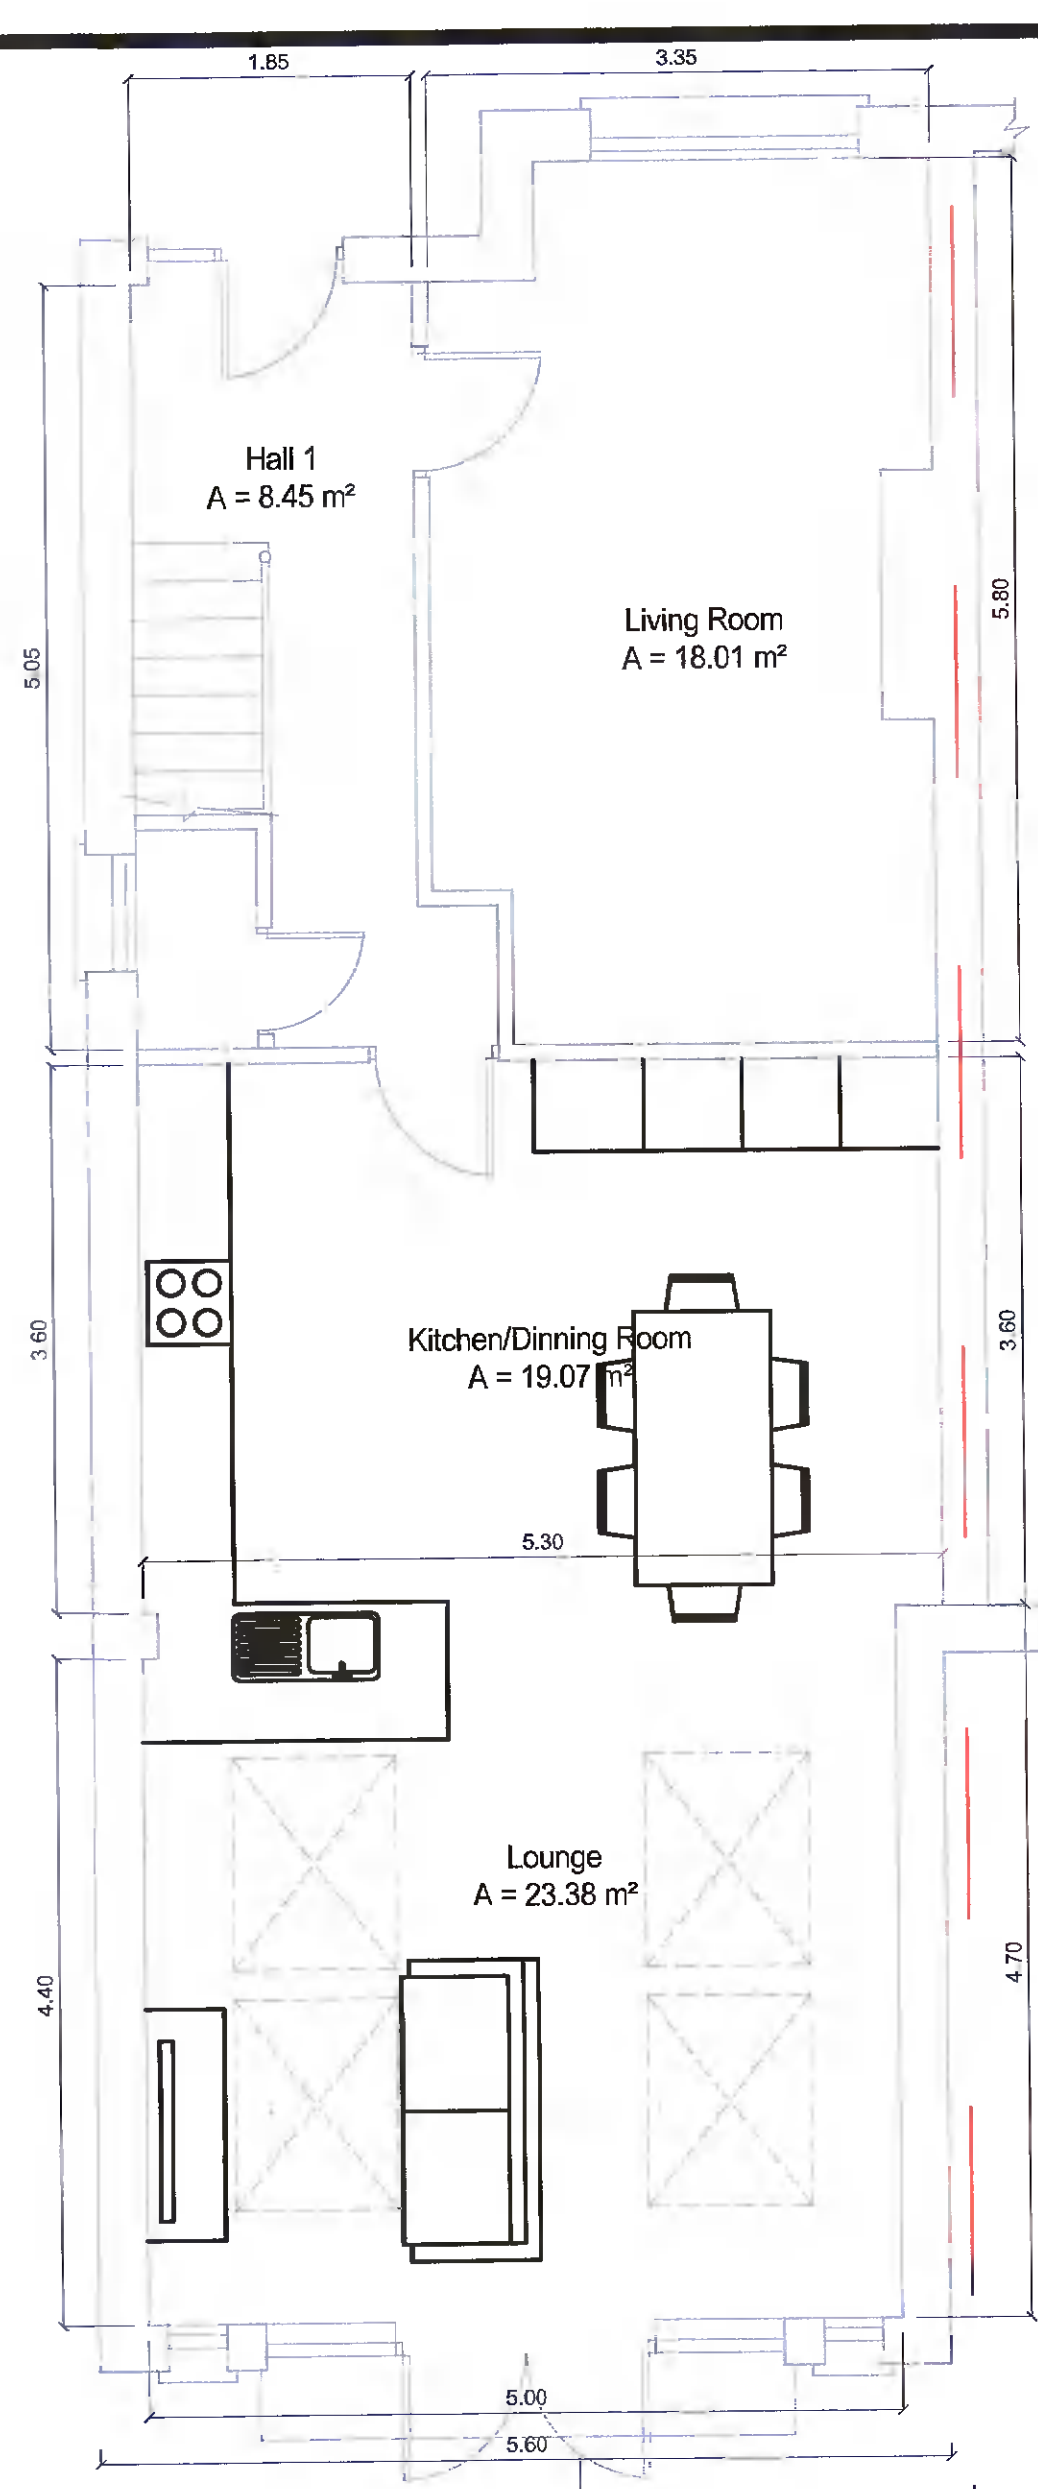 1.85
3.35
Hall 1
A = 8.45 m²
5.80
Living Room
A = 18.01 m²
5.05
3.60
3.60
Kitchen/Dinning Room
A = 19.07 m²
5.30
Lounge
A = 23.38 m²
4.40
4.70
5.00
5.60